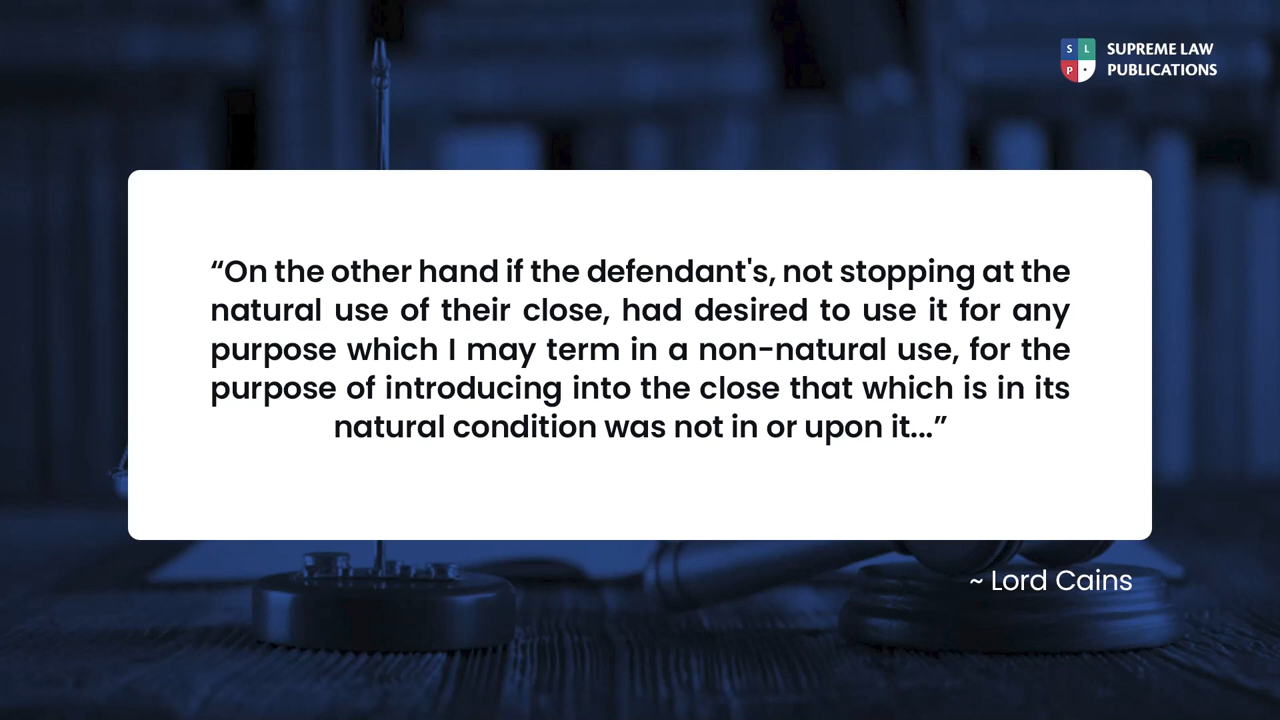 S L
P
SUPREME LAW
PUBLICATIONS
“On the other hand if the defendant's, not stopping at the
natural use of their close, had desired to use it for any
purpose which I may term in a non-natural use, for the
purpose of introducing into the close that which is in its
natural condition was not in or upon it...”
~ Lord Cains